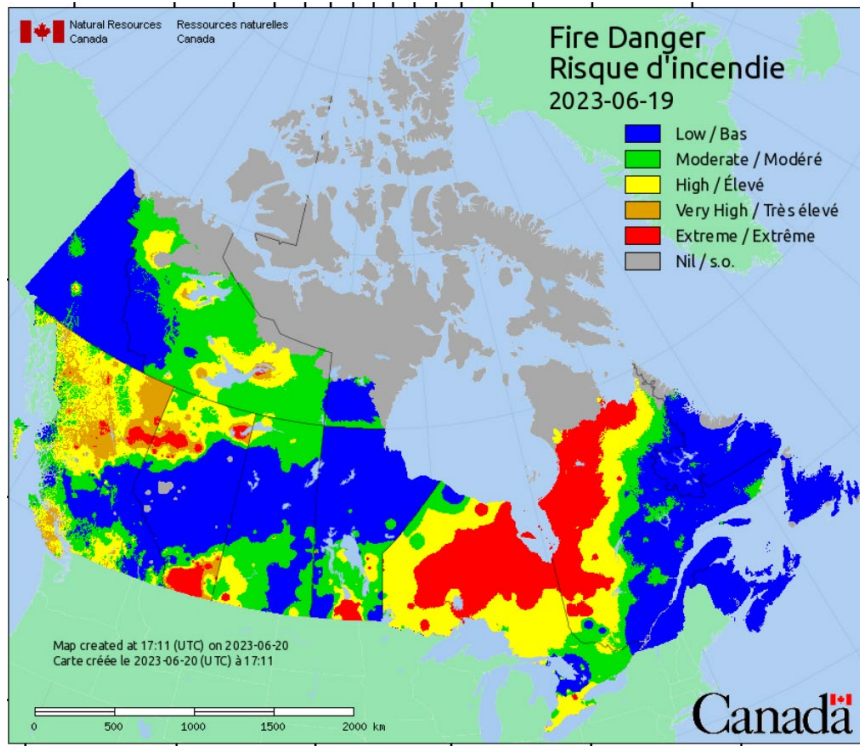 Natural Resources Ressources naturelles
Canada Canada
Fire Danger
Risque d'incendie
2023-06-19
Low / Bas
Moderate / Modéré
High / Élevé
Very High / Très élevé
Extreme / Extrême
Nil / s.o.
Map created at 17:11 (UTC) on 2023-06-20
Carte créée le 2023-06-20 (UTC) à 17:11
0 500 1000 1500 2000 km
Canada